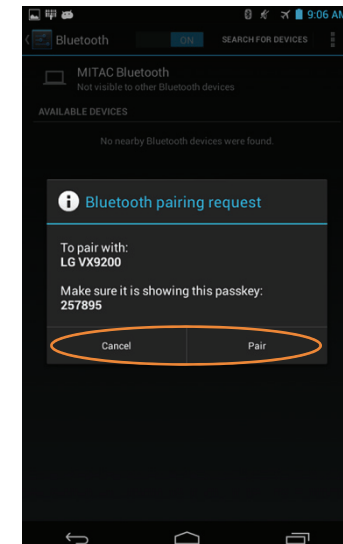 9:06 AM
Bluetooth ON SEARCH FOR DEVICES
MITAC Bluetooth
Not visible to other Bluetooth devices
AVAILABLE DEVICES
No nearby Bluetooth devices were found.
Bluetooth pairing request
To pair with:
LG VX9200
Make sure it is showing this passkey:
257895
Cancel Pair